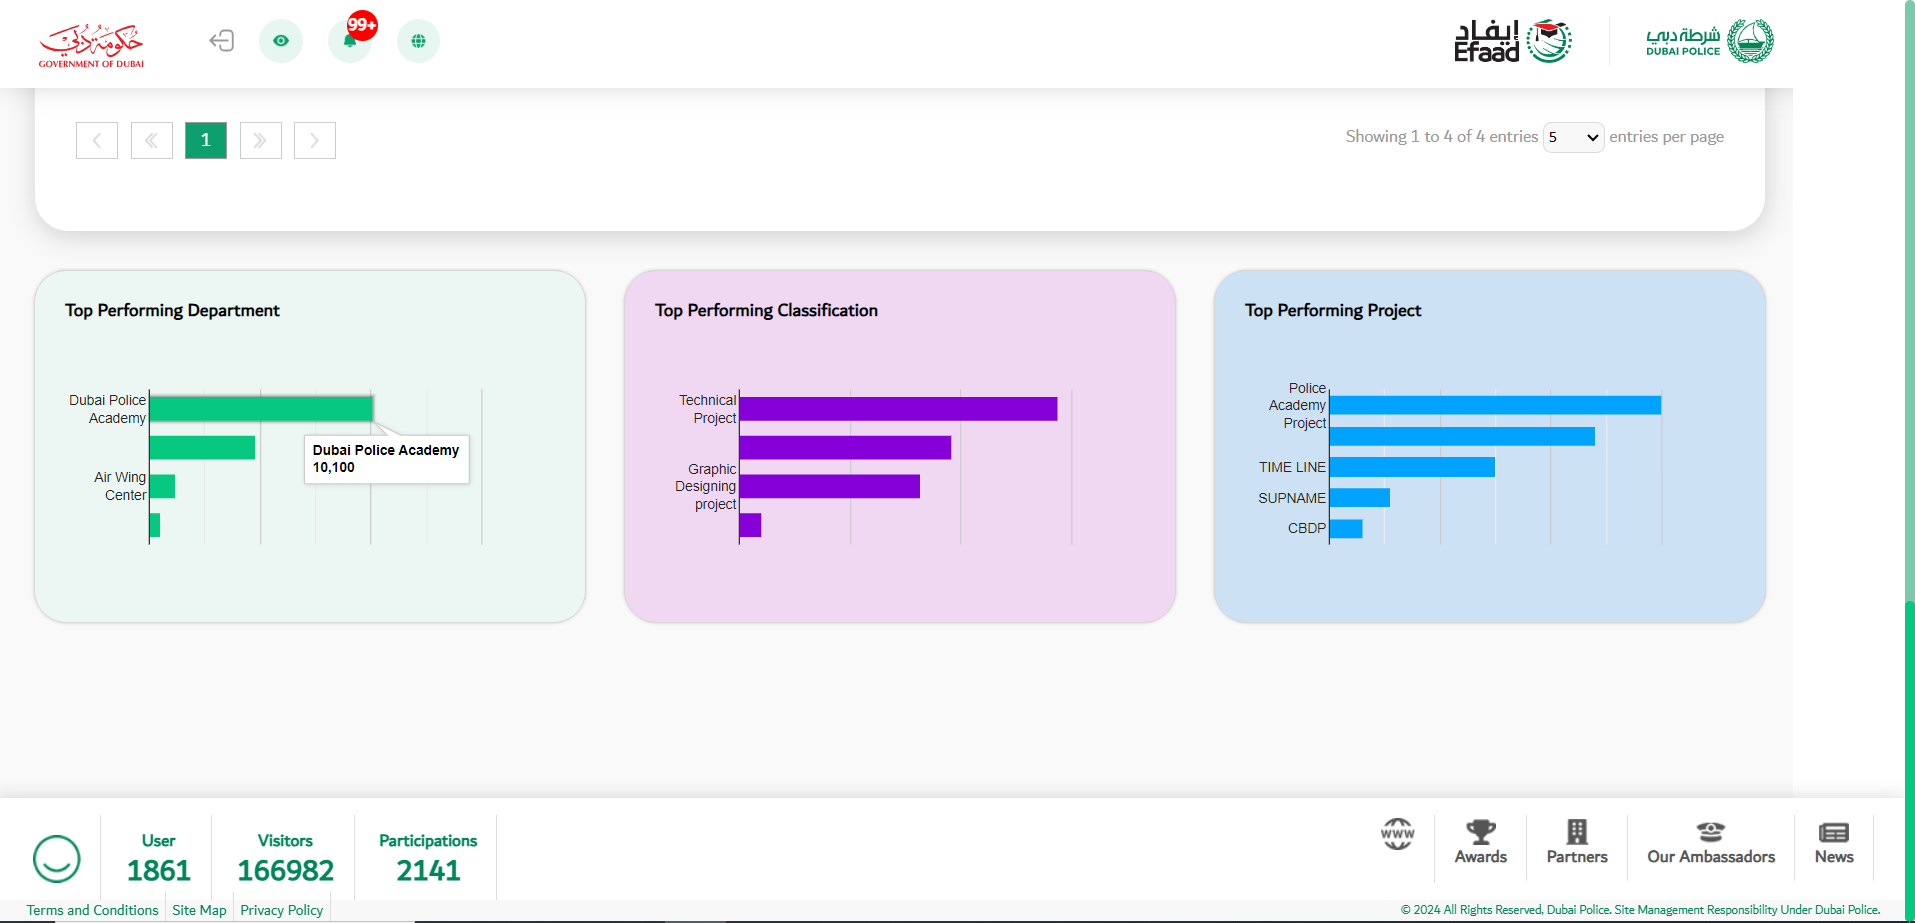 حكومة دبي
GOVERNMENT OF DUBAI
99+
إيفاد
Efaad
شرطة دبي
DUBAI POLICE
1
Showing 1 to 4 of 4 entries 5 entries per page
Top Performing Department
Dubai Police
Academy
Air Wing
Center
Dubai Police Academy
10,100
Top Performing Classification
Technical
Project
Graphic
Designing
project
Top Performing Project
Police
Academy
Project
TIME LINE
SUPNAME
CBDP
User
1861
Visitors
166982
Participations
2141
WWW
Awards
Partners
Our Ambassadors
News
Terms and Conditions
Site Map
Privacy Policy
© 2024 All Rights Reserved, Dubai Police. Site Management Responsibility Under Dubai Police.